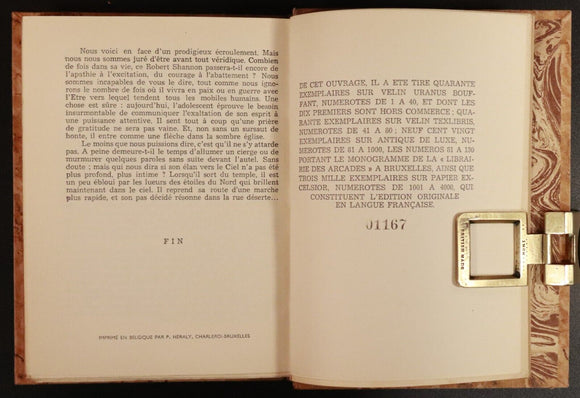 Nous voici en face d'un prodigieux écroulement. Mais
nous nous sommes juré d'être avant tout véridique. Combien
de fois dans sa vie, ce Robert Shannon passera-t-il encore de
l'apathie à l'excitation, du courage à l'abattement ? Nous
sommes incapables de vous le dire, tout comme nous igno-
rons le nombre de fois où il vivra en paix ou en guerre avec
l'Etre vers lequel tendent tous les mobiles humains. Une
chose est sûre : aujourd'hui, l'adolescent éprouve le besoin
insurmontable de communiquer l'exaltation de son esprit à
une puissance attentive. Il sent tout à coup qu'une prière
de gratitude ne sera pas vaine. Et, non sans un sursaut de
honte, il entre comme une flèche dans la sombre église.
Le moins que nous puissions dire, c'est qu'il ne s'y attarde
pas. A peine demeure-t-il le temps d'allumer un cierge ou de
murmurer quelques paroles sans suite devant l'autel. Sans
doute ; mais qui nous dira si son élan vers le Ciel n'a pas été
plus profond, plus intime ? Lorsqu'il sort du temple, il est
un peu ébloui par les lueurs des étoiles du Nord qui brillent
maintenant dans le ciel. Il reprend sa route d'une marche
plus rapide, et son pas décidé résonne dans la rue déserte...
FIN
IMPRIMÉ EN BELGIQUE PAR P. HÉRALY, CHARLEROI-BRUXELLES
DE CET OUVRAGE, IL A ETE TIRE QUARANTE
EXEMPLAIRES SUR VELIN URANUS BOUF-
FANT, NUMEROTES DE 1 A 40, ET DONT LES
DIX PREMIERS SONT HORS COMMERCE ; QUA-
RANTE EXEMPLAIRES SUR VELIN TEXLIBRIS,
NUMEROTES DE 41 A 80 ; NEUF CENT VINGT
EXEMPLAIRES SUR ANTIQUE DE LUXE, NU-
MEROTES DE 81 A 1000, LES NUMEROS 81 A 130
PORTANT LE MONOGRAMME DE LA « LIBRAI-
RIE DES ARCADES » A BRUXELLES, AINSI QUE
TROIS MILLE EXEMPLAIRES SUR PAPIER EX-
CELSIOR, NUMEROTES DE 1001 A 4000, QUI
CONSTITUENT L'EDITION ORIGINALE
EN LANGUE FRANÇAISE.
01167